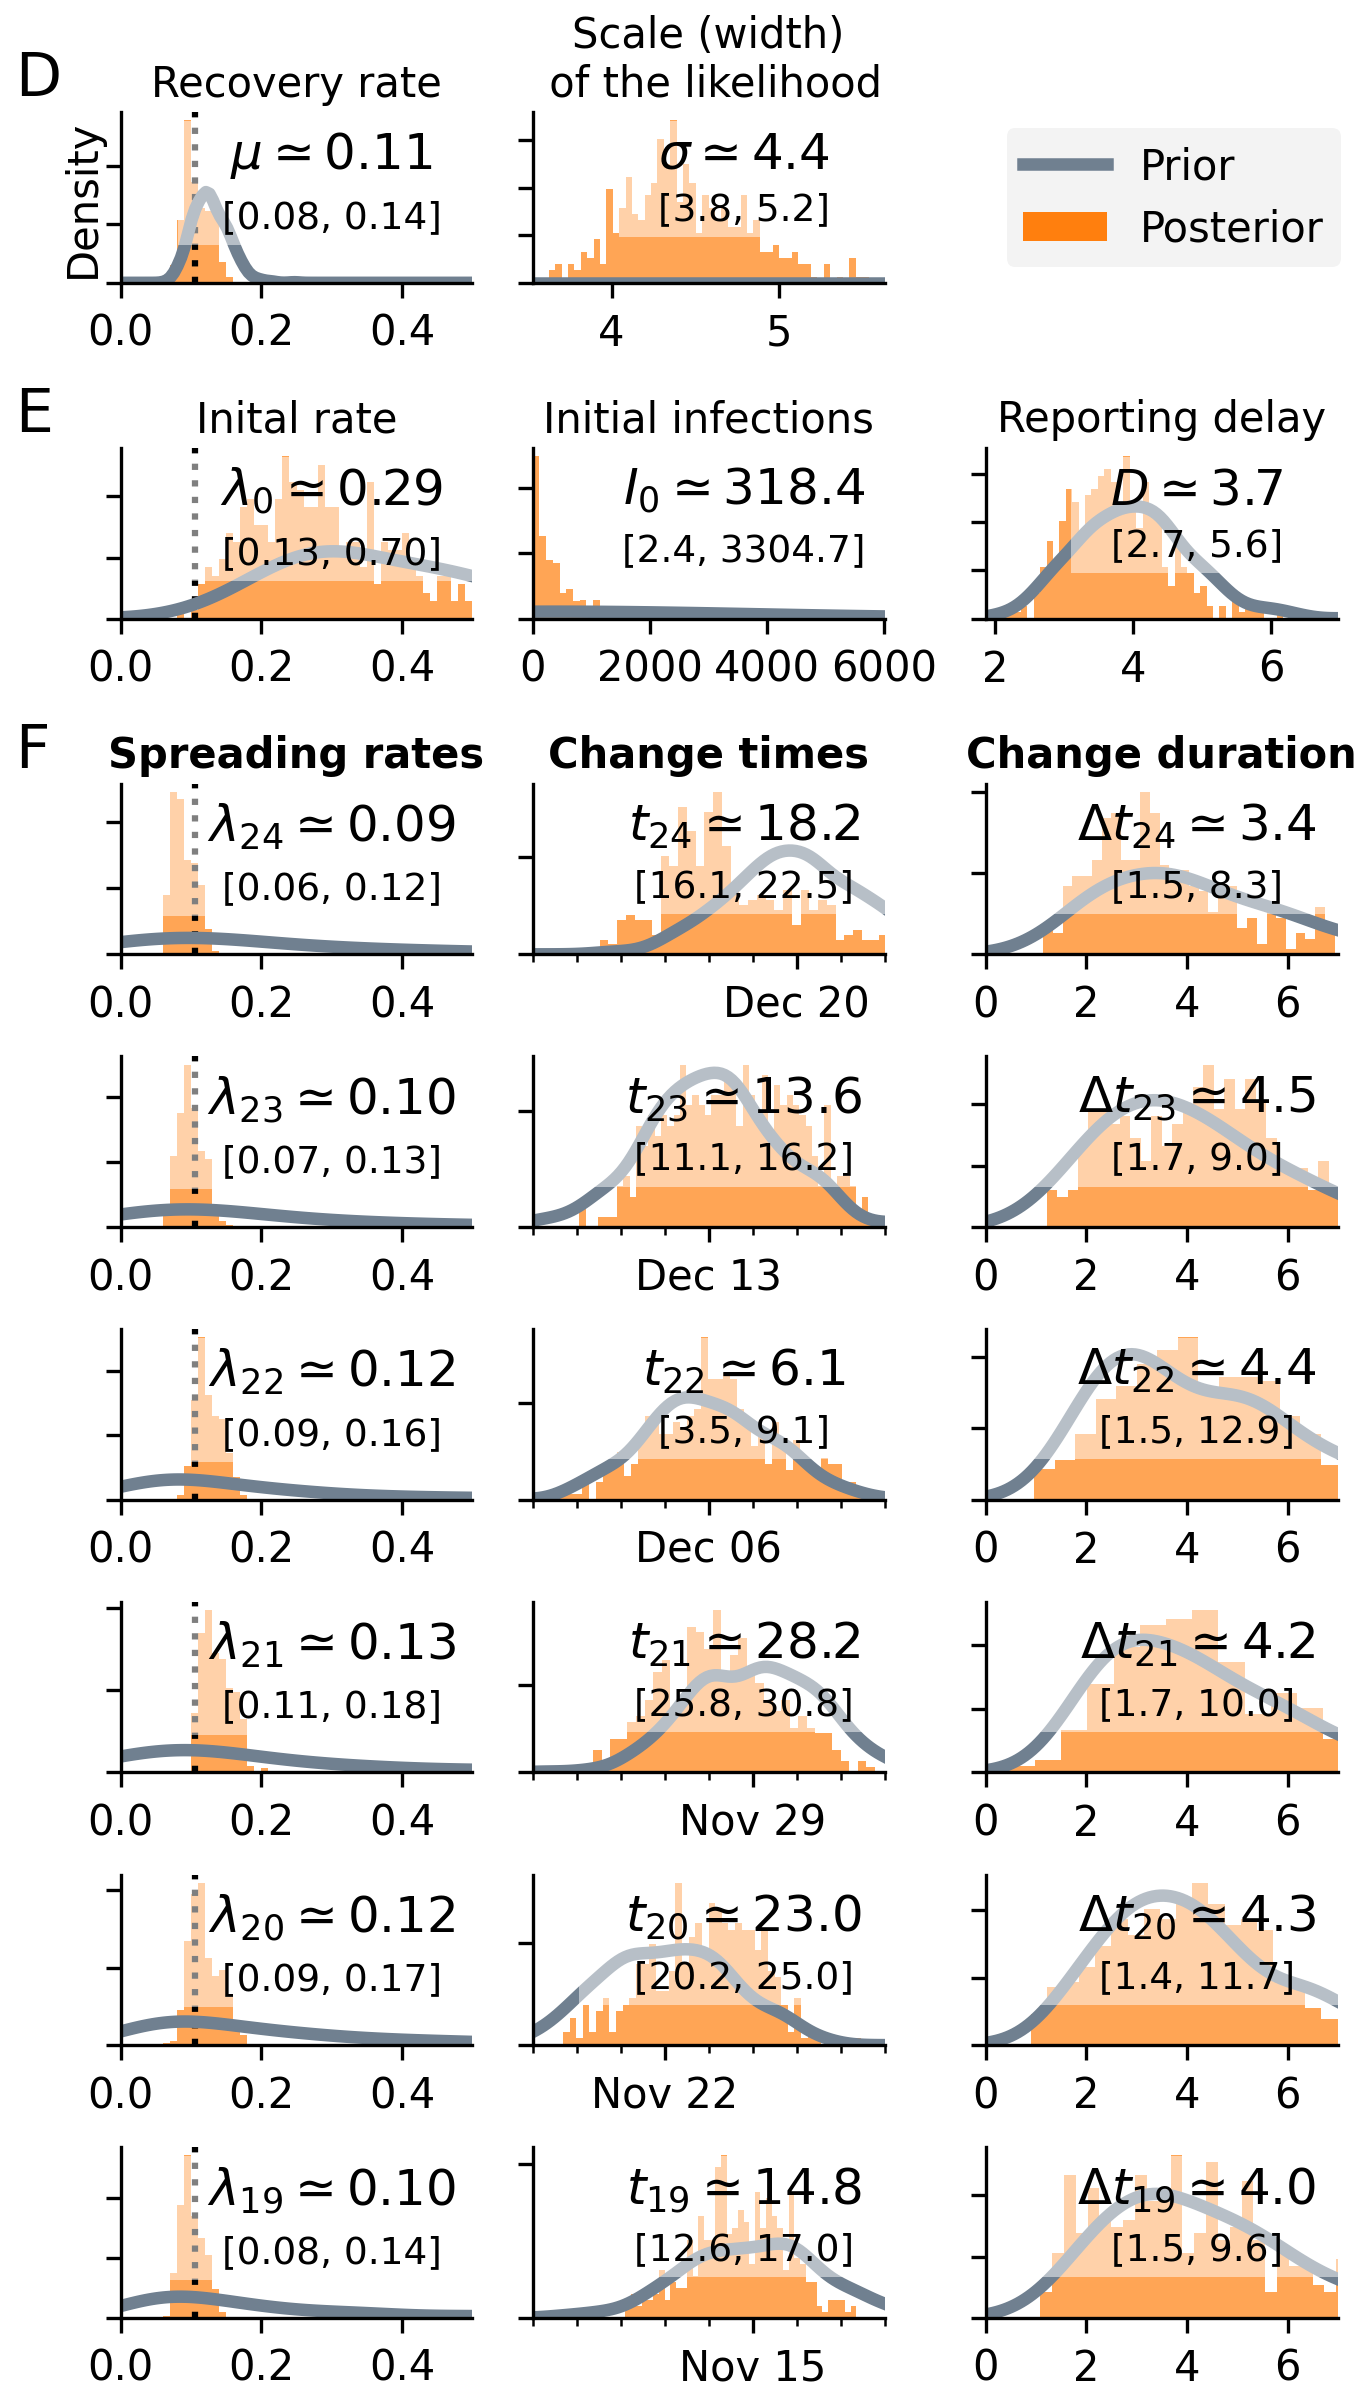 D
Recovery rate
Scale (width)
of the likelihood
Density
μ ≃ 0.11
[0.08, 0.14]
σ ≃ 4.4
[3.8, 5.2]
Prior
Posterior
0.0 0.2 0.4
4 5
E
Inital rate
Initial infections
Reporting delay
λ0 ≃ 0.29
[0.13, 0.70]
I0 ≃ 318.4
[2.4, 3304.7]
D ≃ 3.7
[2.7, 5.6]
0.0 0.2 0.4
0 2000 4000 6000
2 4 6
F
Spreading rates
Change times
Change duration
λ24 ≃ 0.09
[0.06, 0.12]
t24 ≃ 18.2
[16.1, 22.5]
Δt24 ≃ 3.4
[1.5, 8.3]
0.0 0.2 0.4
Dec 20
0 2 4 6
λ23 ≃ 0.10
[0.07, 0.13]
t23 ≃ 13.6
[11.1, 16.2]
Δt23 ≃ 4.5
[1.7, 9.0]
0.0 0.2 0.4
Dec 13
0 2 4 6
λ22 ≃ 0.12
[0.09, 0.16]
t22 ≃ 6.1
[3.5, 9.1]
Δt22 ≃ 4.4
[1.5, 12.9]
0.0 0.2 0.4
Dec 06
0 2 4 6
λ21 ≃ 0.13
[0.11, 0.18]
t21 ≃ 28.2
[25.8, 30.8]
Δt21 ≃ 4.2
[1.7, 10.0]
0.0 0.2 0.4
Nov 29
0 2 4 6
λ20 ≃ 0.12
[0.09, 0.17]
t20 ≃ 23.0
[20.2, 25.0]
Δt20 ≃ 4.3
[1.4, 11.7]
0.0 0.2 0.4
Nov 22
0 2 4 6
λ19 ≃ 0.10
[0.08, 0.14]
t19 ≃ 14.8
[12.6, 17.0]
Δt19 ≃ 4.0
[1.5, 9.6]
0.0 0.2 0.4
Nov 15
0 2 4 6